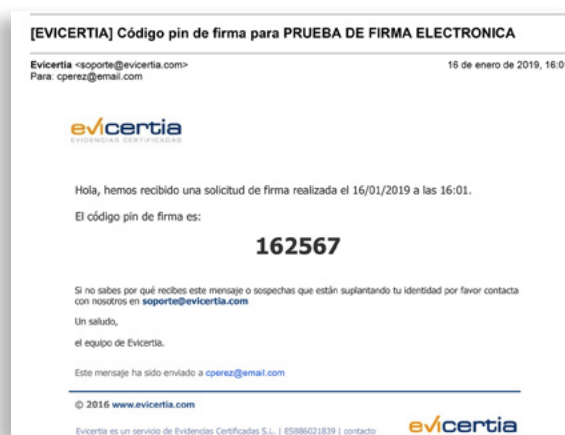 [EVICERTIA] Código pin de firma para PRUEBA DE FIRMA ELECTRONICA
Evicertia <soporte@evicertia.com>
16 de enero de 2019, 16:01
Para: cperez@email.com
evicertia
EVIDENCIAS CERTIFICADAS
Hola, hemos recibido una solicitud de firma realizada el 16/01/2019 a las 16:01.
El código pin de firma es:
162567
Si no sabes por qué recibes este mensaje o sospechas que están suplantando tu identidad por favor contacta
con nosotros en soporte@evicertia.com
Un saludo,
el equipo de Evicertia.
Este mensaje ha sido enviado a cperez@email.com
© 2016 www.evicertia.com
Evicertia es un servicio de Evidencias Certificadas S.L. | ESB86021839 | contacto
evicertia